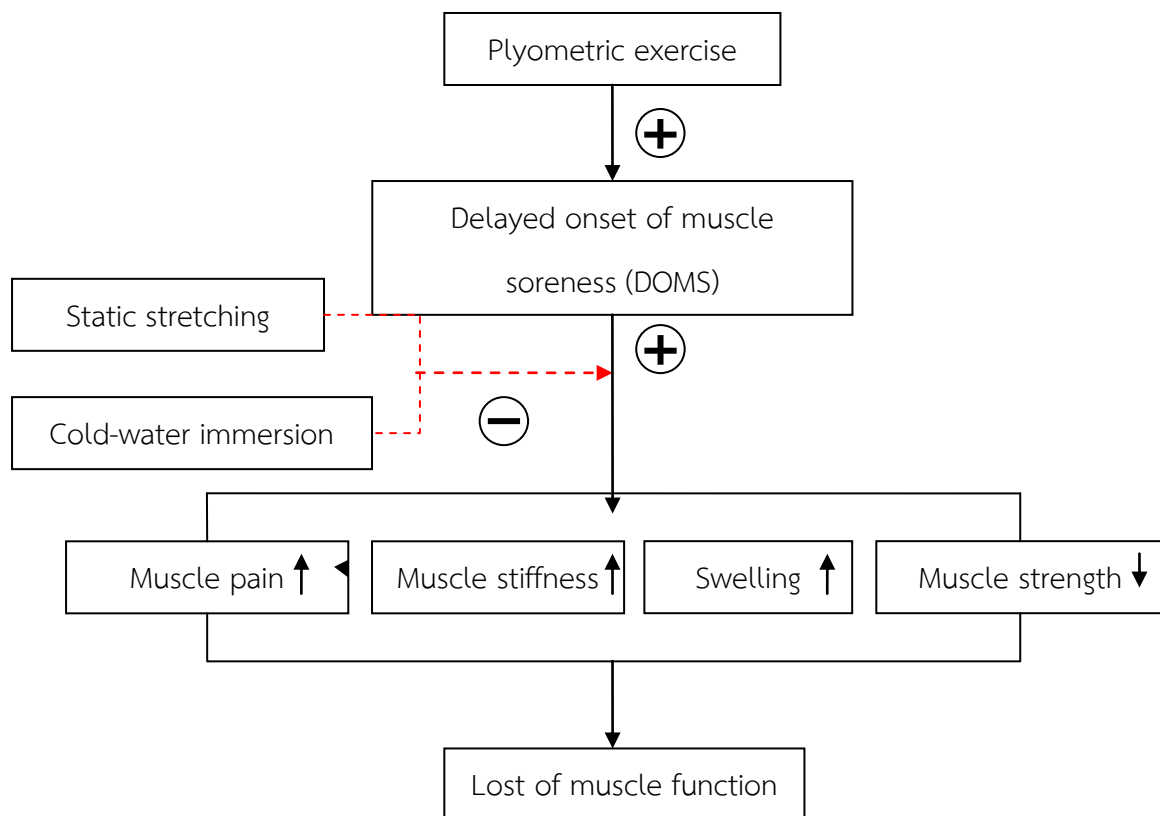 Plyometric exercise
+
Delayed onset of muscle
soreness (DOMS)
Static stretching
+
Cold-water immersion
−
Muscle pain ↑
Muscle stiffness ↑
Swelling ↑
Muscle strength ↓
Lost of muscle function